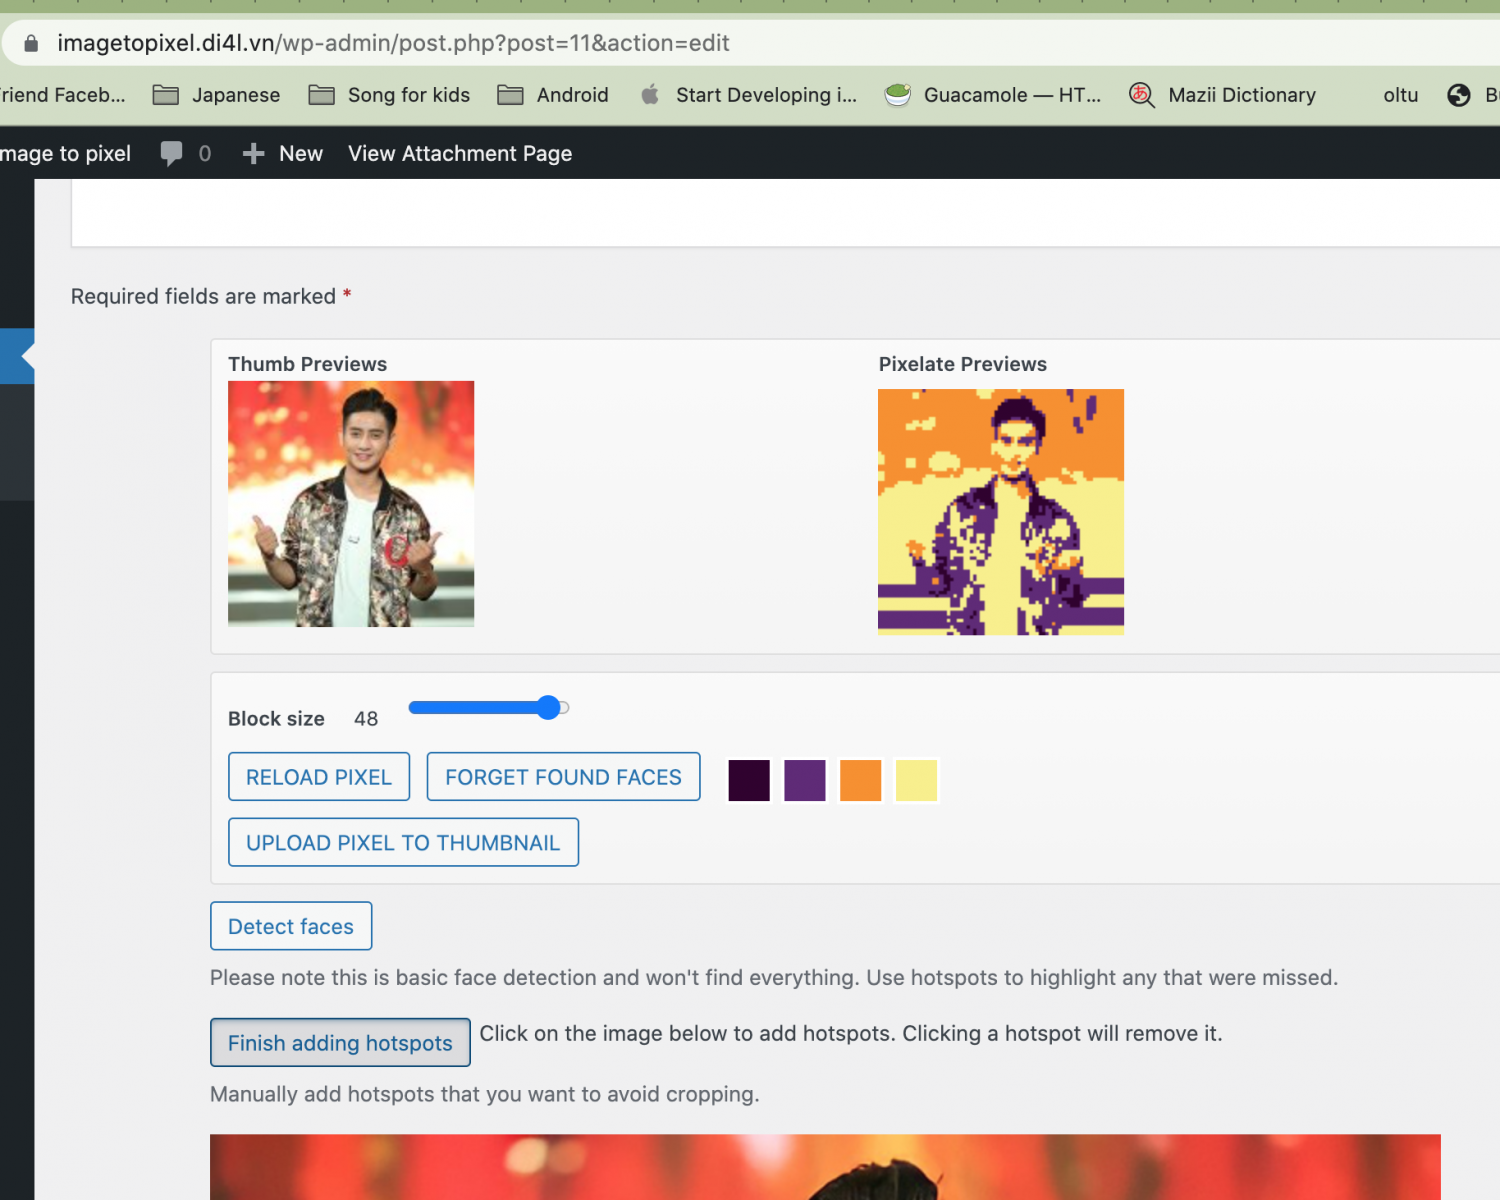 imagetopixel.di4l.vn/wp-admin/post.php?post=11&action=edit
riend Faceb... Japanese Song for kids Android Start Developing i... Guacamole — HT... あ Mazii Dictionary oltu
mage to pixel 0 New View Attachment Page
Required fields are marked *
Thumb Previews Pixelate Previews
Block size 48
RELOAD PIXEL FORGET FOUND FACES
UPLOAD PIXEL TO THUMBNAIL
Detect faces
Please note this is basic face detection and won't find everything. Use hotspots to highlight any that were missed.
Finish adding hotspots Click on the image below to add hotspots. Clicking a hotspot will remove it.
Manually add hotspots that you want to avoid cropping.